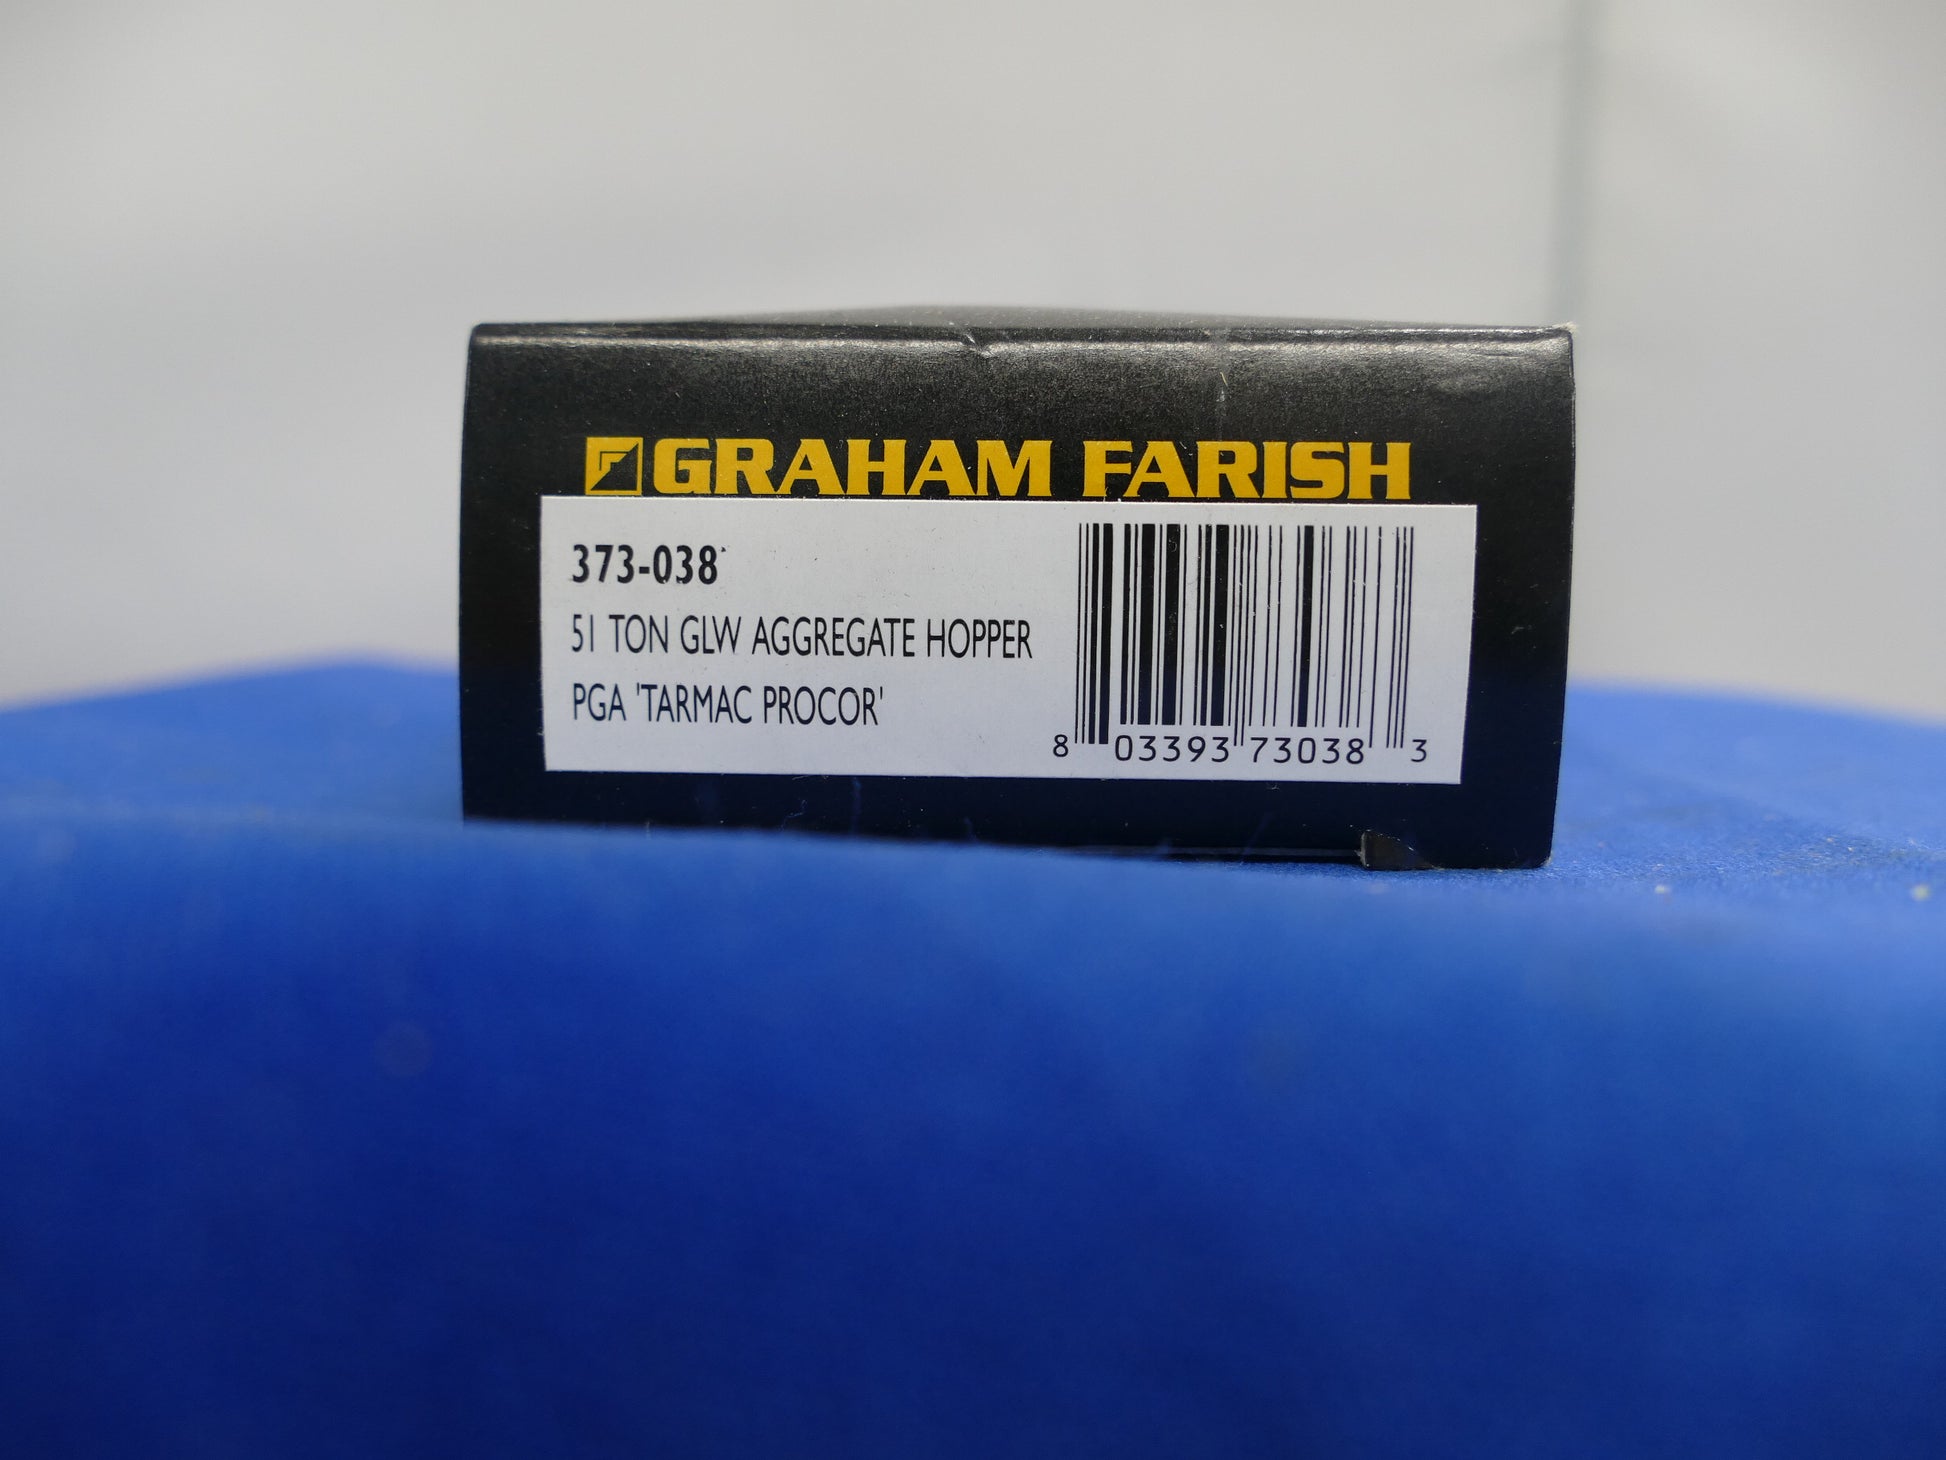 GRAHAM FARISH
373-038
51 TON GLW AGGREGATE HOPPER
PGA 'TARMAC PROCOR'
8 03393 73038 3